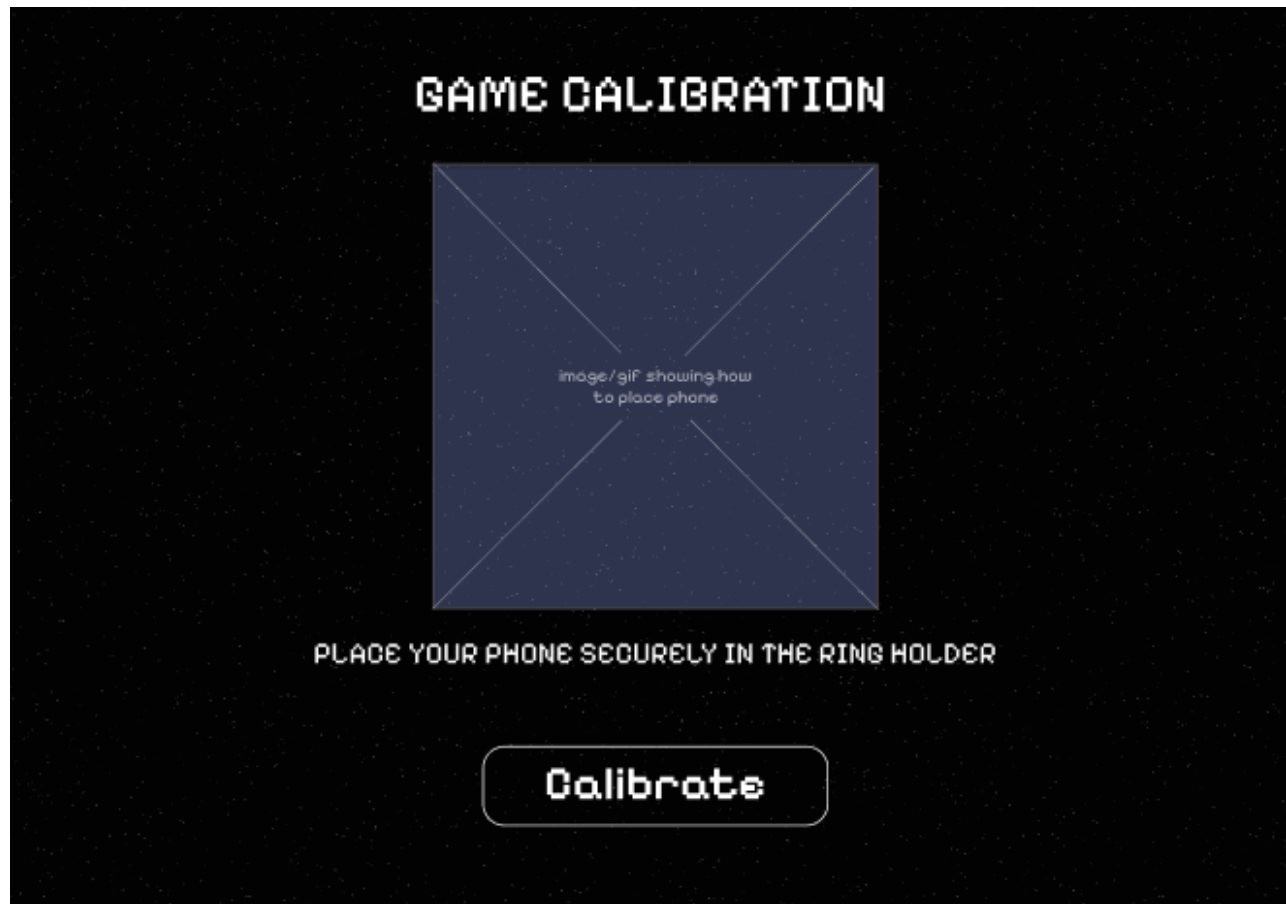 GAME CALIBRATION
image/gif showing how
to place phone
PLACE YOUR PHONE SECURELY IN THE RING HOLDER
Calibrate